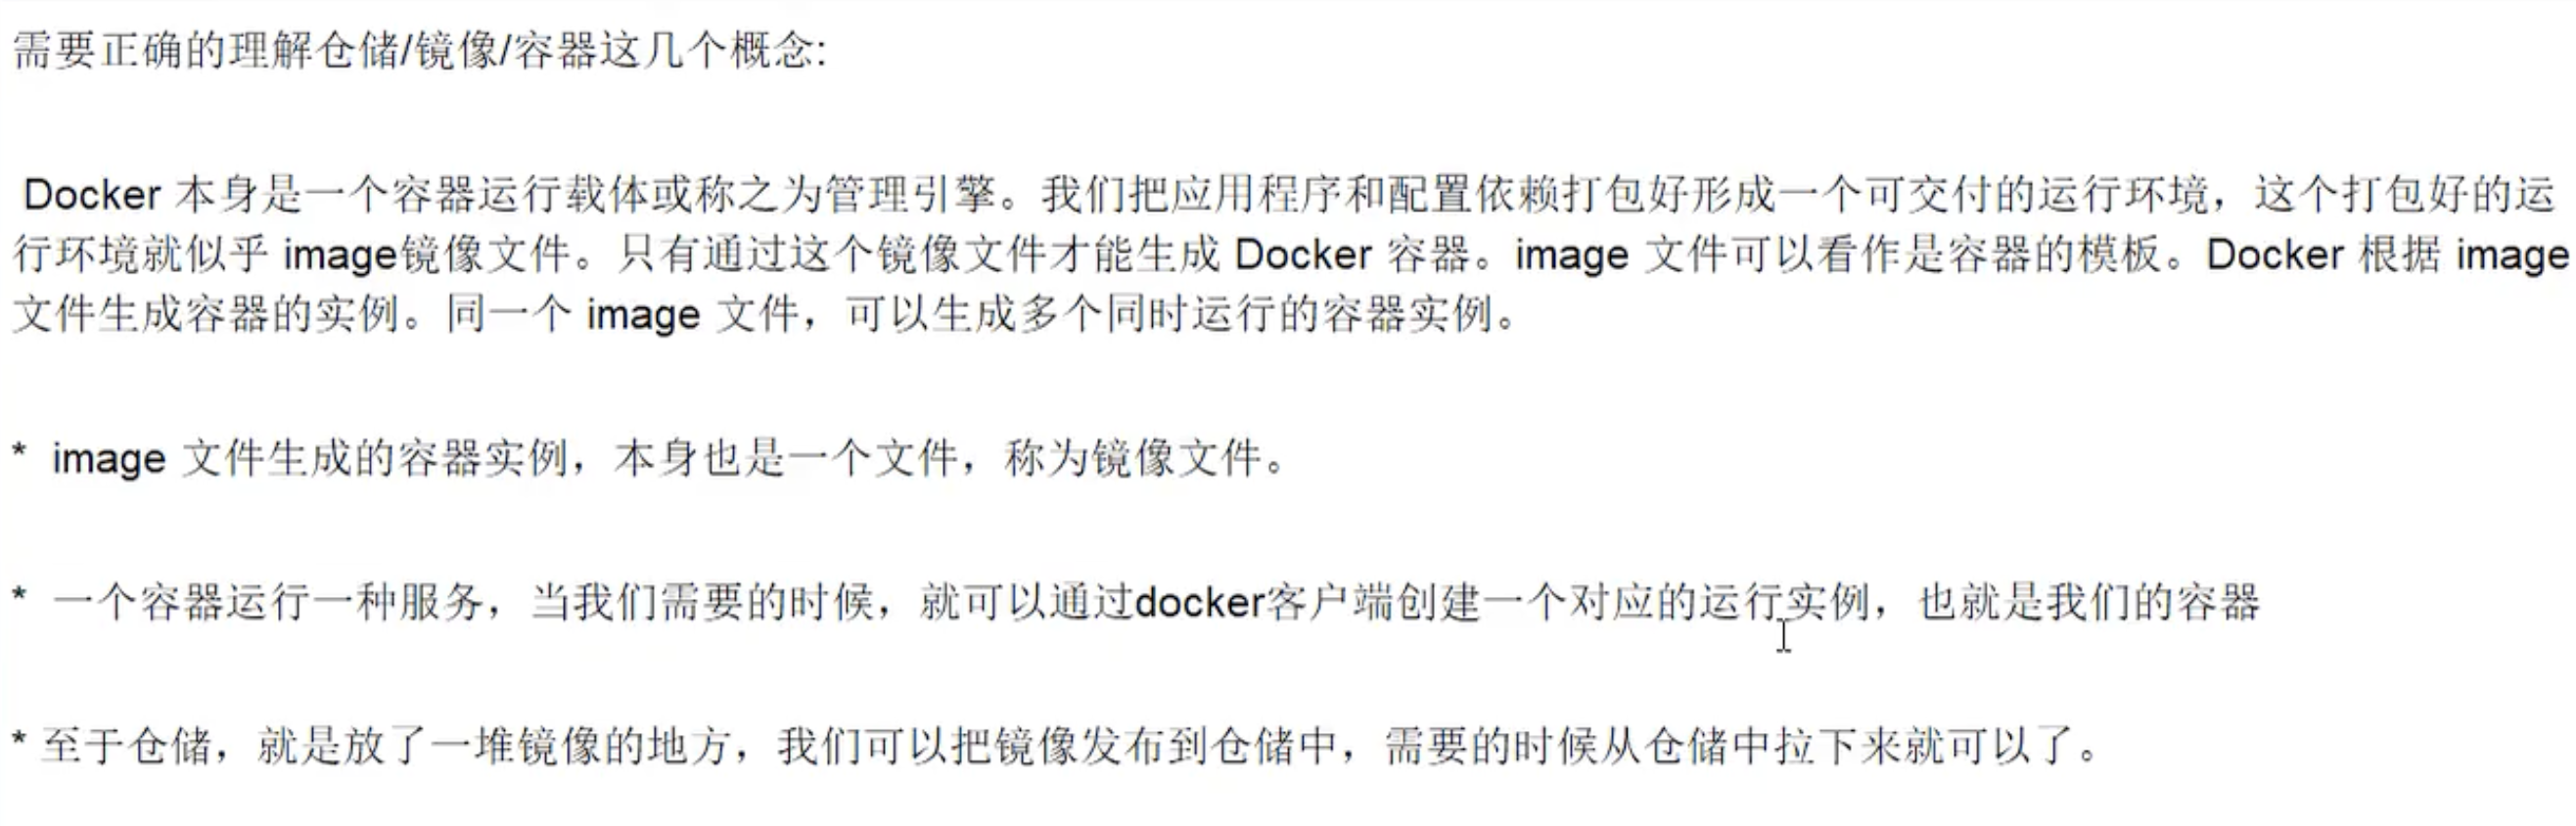 需要正确的理解仓储/镜像/容器这几个概念:
Docker 本身是一个容器运行载体或称之为管理引擎。我们把应用程序和配置依赖打包好形成一个可交付的运行环境，这个打包好的运
行环境就似乎 image镜像文件。只有通过这个镜像文件才能生成 Docker 容器。image 文件可以看作是容器的模板。Docker 根据 image
文件生成容器的实例。同一个 image 文件，可以生成多个同时运行的容器实例。
* image 文件生成的容器实例，本身也是一个文件，称为镜像文件。
* 一个容器运行一种服务，当我们需要的时候，就可以通过docker客户端创建一个对应的运行实例，也就是我们的容器
* 至于仓储，就是放了一堆镜像的地方，我们可以把镜像发布到仓储中，需要的时候从仓储中拉下来就可以了。